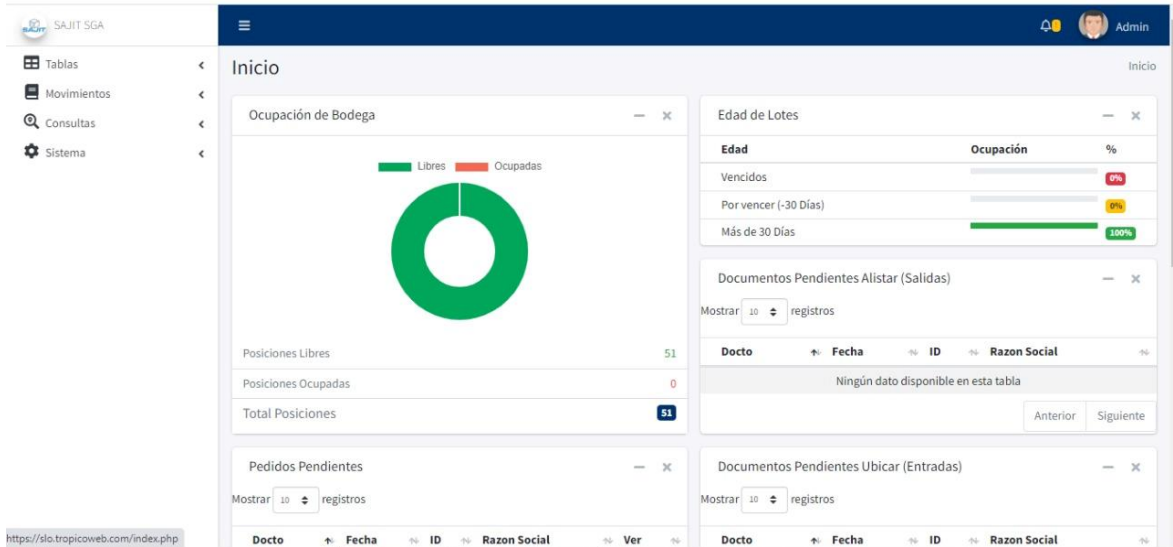 SAJIT SGA
Admin
Tablas
Movimientos
Consultas
Sistema
Inicio
Inicio
Ocupación de Bodega
Libres Ocupadas
Posiciones Libres 51
Posiciones Ocupadas 0
Total Posiciones 51
Edad de Lotes
Edad Ocupación %
Vencidos 0%
Por vencer (-30 Días) 0%
Más de 30 Días 100%
Documentos Pendientes Alistar (Salidas)
Mostrar 10 registros
Docto Fecha ID Razon Social
Ningún dato disponible en esta tabla
Anterior Siguiente
Pedidos Pendientes
Mostrar 10 registros
Docto Fecha ID Razon Social Ver
Documentos Pendientes Ubicar (Entradas)
Mostrar 10 registros
Docto Fecha ID Razon Social
https://slo.tropicoweb.com/index.php